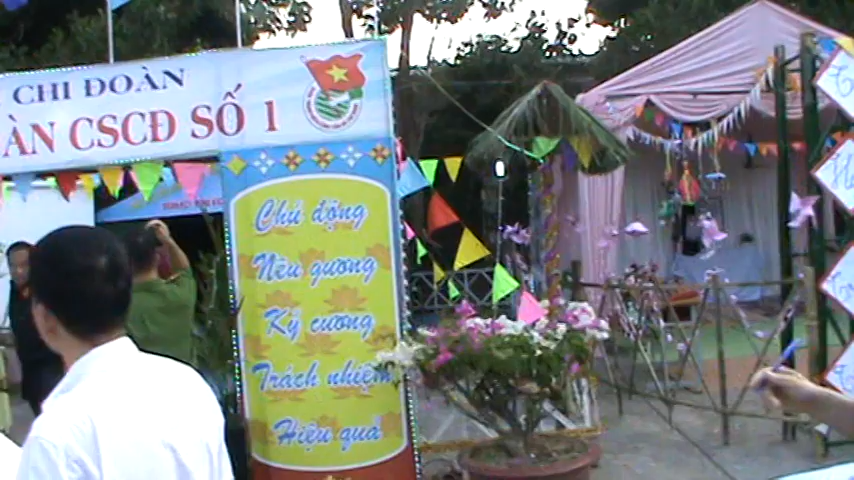 CHI ĐOÀN
ÀN CSCĐ SỐ 1
Chủ động
Nêu gương
Kỷ cương
Trách nhiệm
Hiệu quả